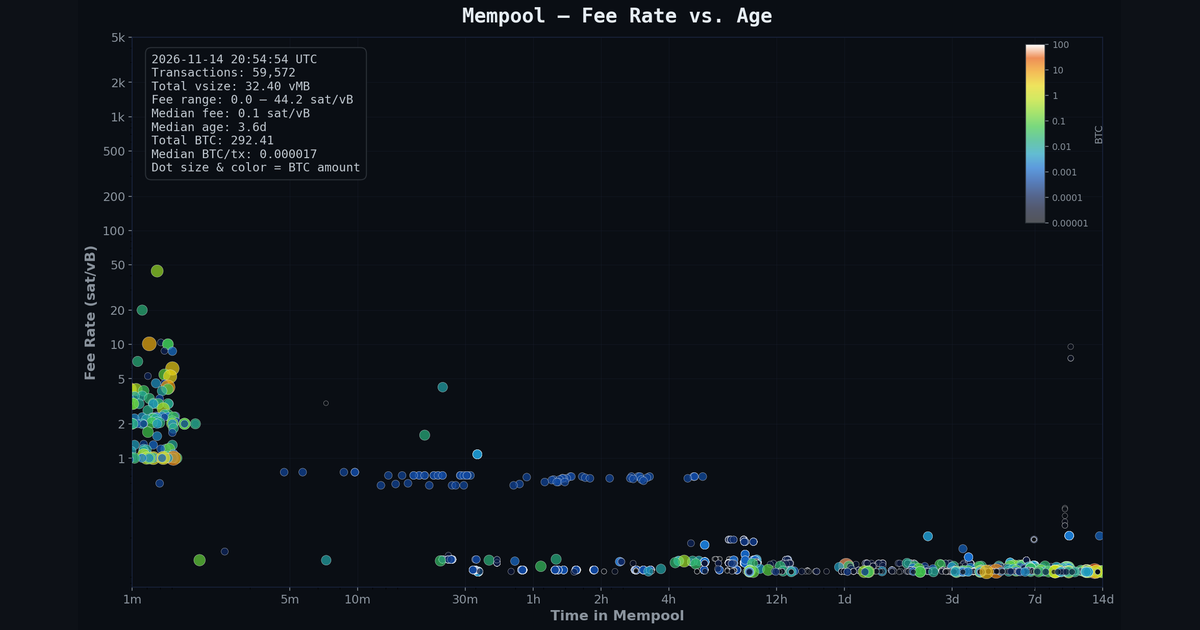 Mempool — Fee Rate vs. Age
2026-11-14 20:54:54 UTC
Transactions: 59,572
Total vsize: 32.40 vMB
Fee range: 0.0 — 44.2 sat/vB
Median fee: 0.1 sat/vB
Median age: 3.6d
Total BTC: 292.41
Median BTC/tx: 0.000017
Dot size & color = BTC amount
100
10
1
0.1
0.01
0.001
0.0001
0.00001
BTC
5k
2k
1k
500
200
100
50
20
10
5
2
1
Fee Rate (sat/vB)
1m
5m
10m
30m
1h
2h
4h
12h
1d
3d
7d
14d
Time in Mempool